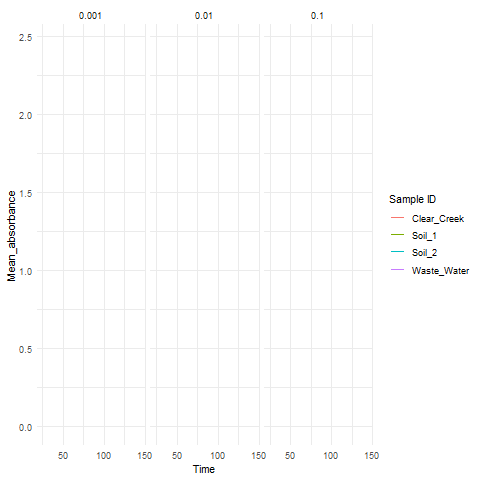 0.001 0.01 0.1
2.5
2.0
1.5
1.0
0.5
0.0
Mean_absorbance
50 100 150 50 100 150 50 100 150
Time
Sample ID
Clear_Creek
Soil_1
Soil_2
Waste_Water